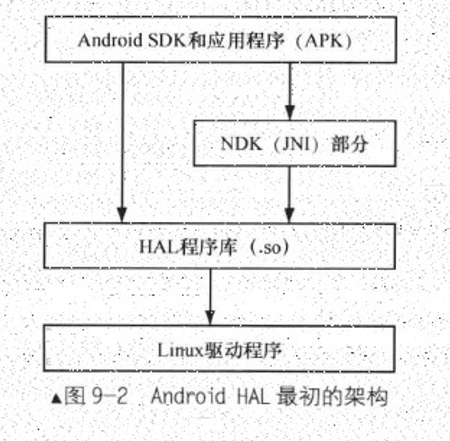 Android SDK和应用程序（APK）
NDK（JNI）部分
HAL程序库（.so）
Linux驱动程序
▲图 9-2 Android HAL 最初的架构